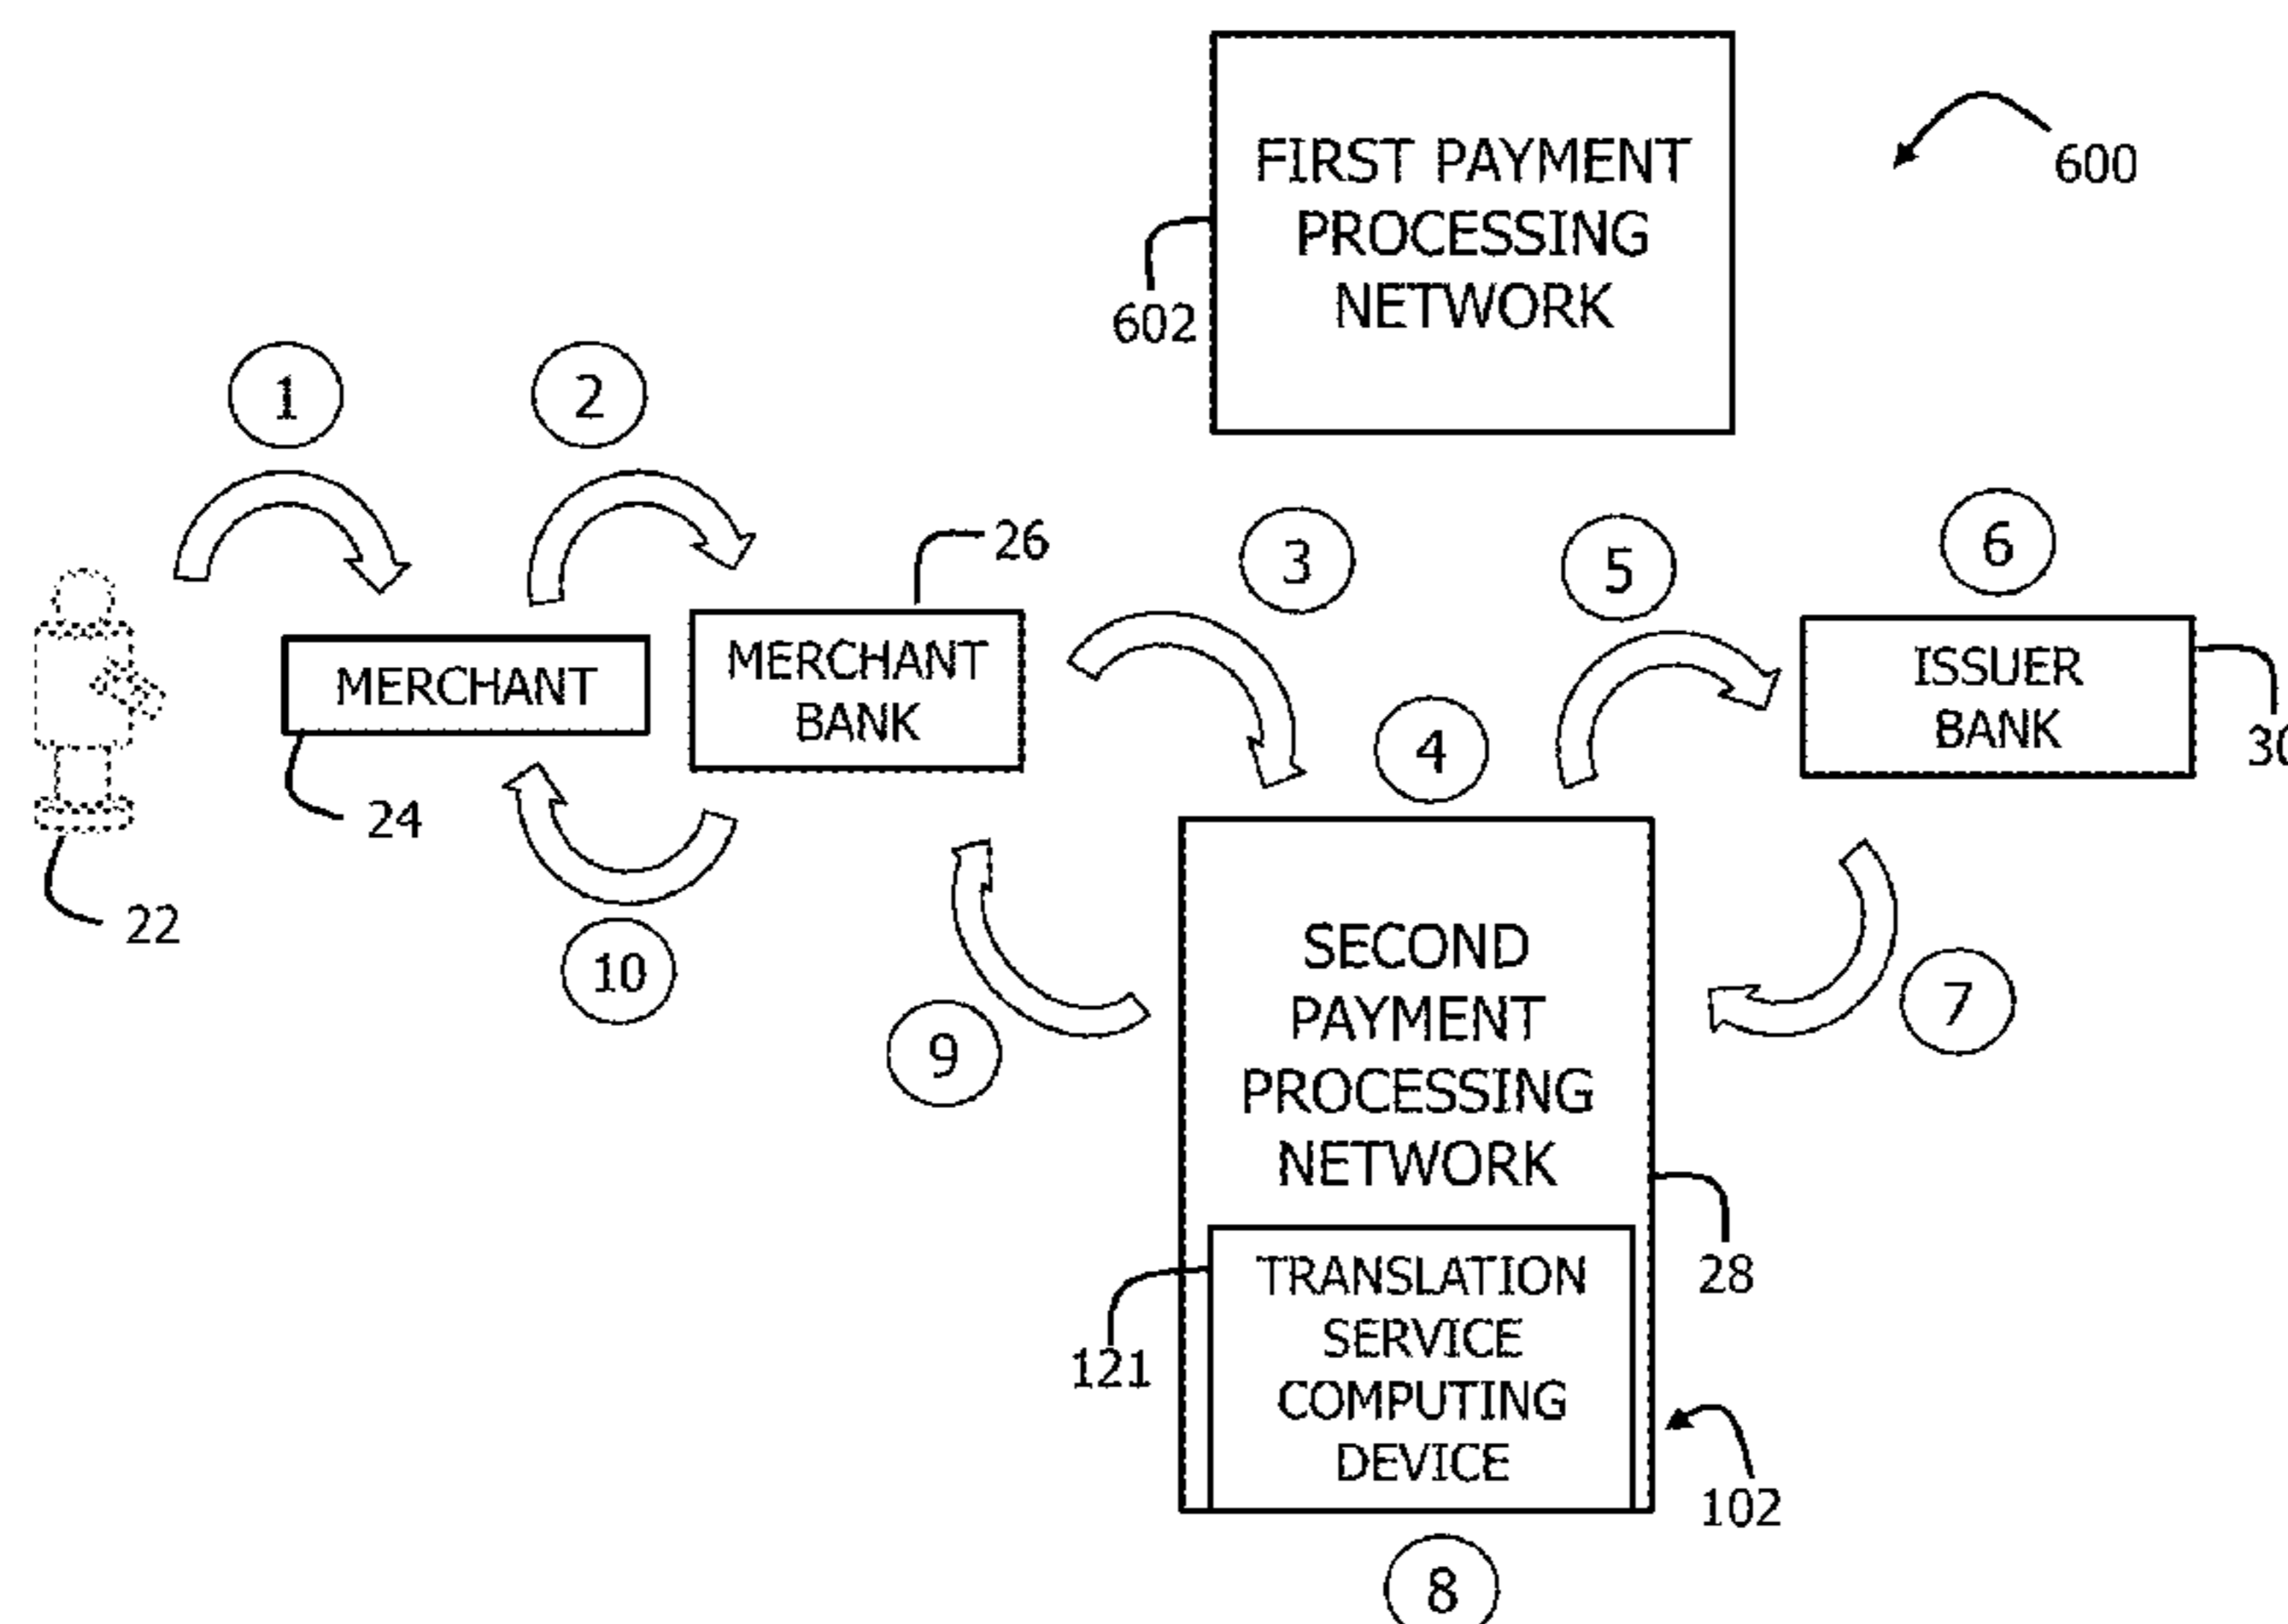 FIRST PAYMENT
PROCESSING
NETWORK
600
602
1
2
3
5
6
26
MERCHANT
MERCHANT
BANK
ISSUER
BANK
4
30
24
22
10
9
7
SECOND
PAYMENT
PROCESSING
NETWORK
28
121
TRANSLATION
SERVICE
COMPUTING
DEVICE
102
8